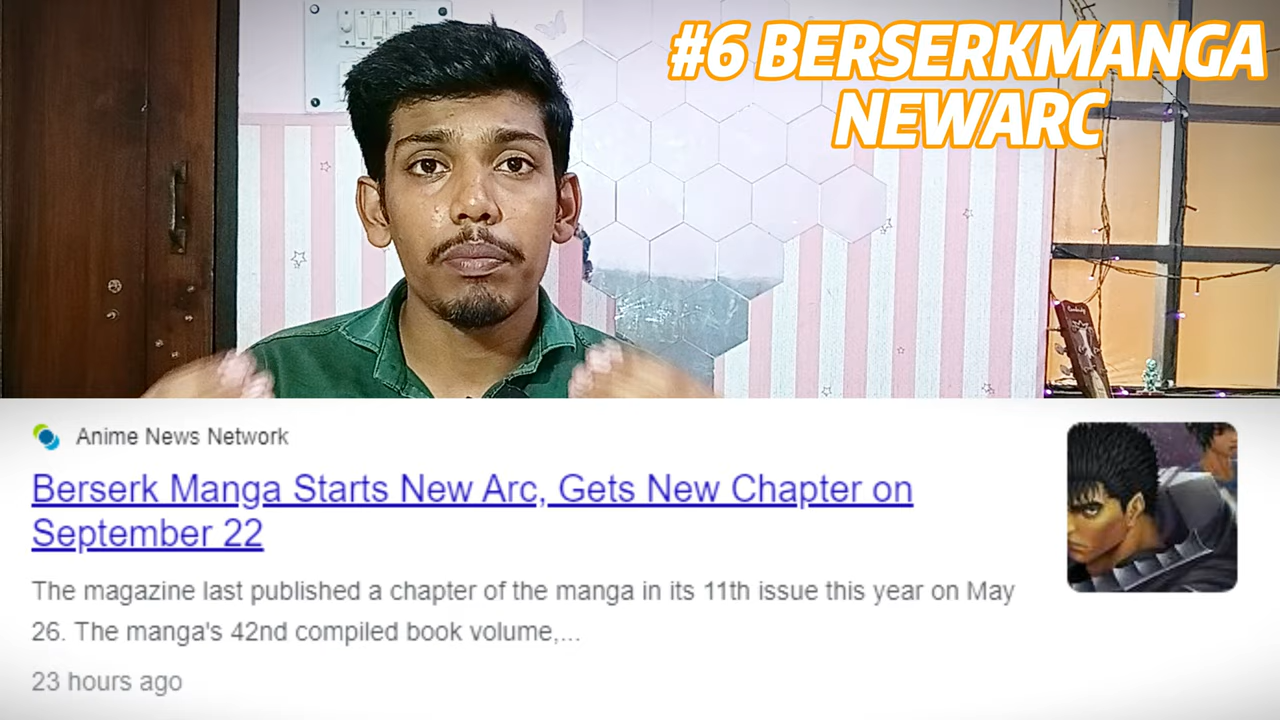 #6 BERSERKMANGA
NEWARC
Anime News Network
Berserk Manga Starts New Arc, Gets New Chapter on
September 22
The magazine last published a chapter of the manga in its 11th issue this year on May
26. The manga's 42nd compiled book volume,...
23 hours ago